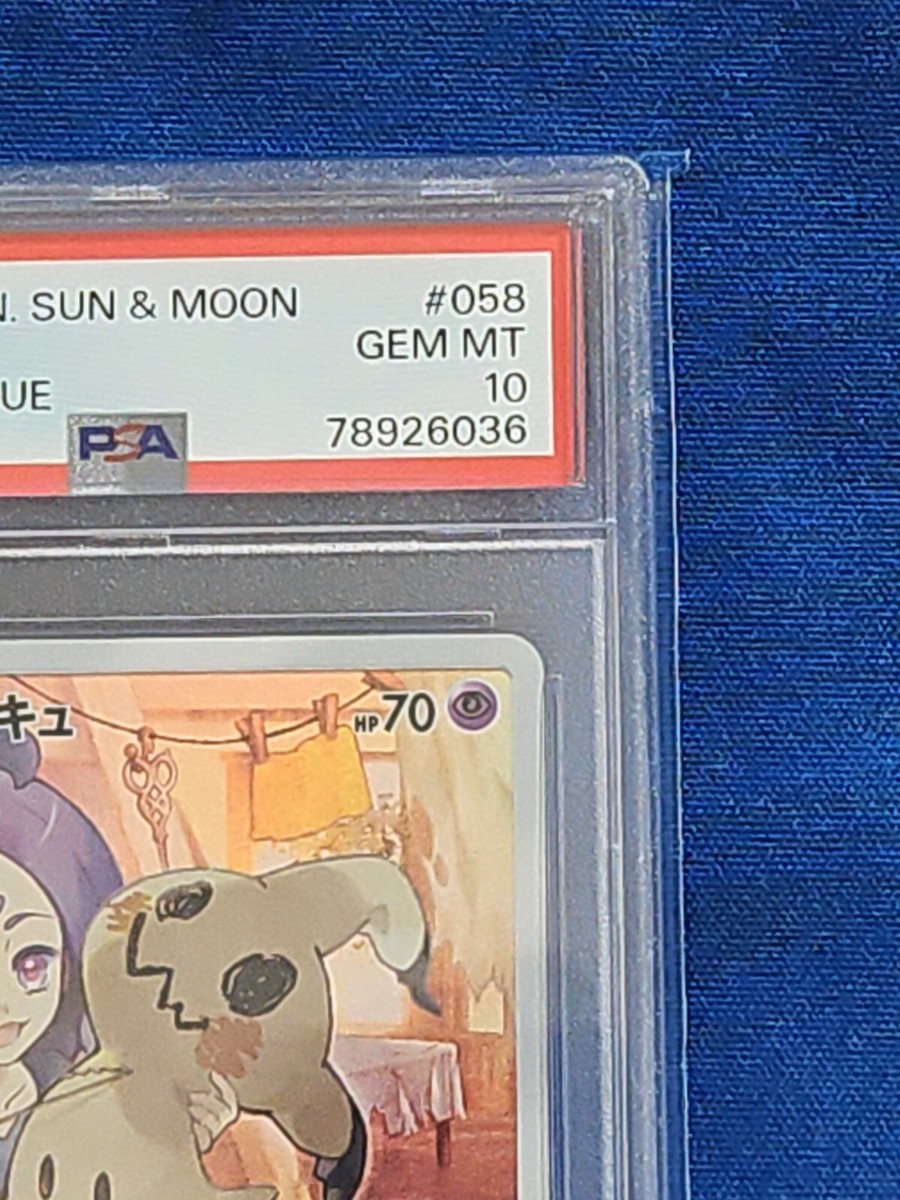 N. SUN & MOON #058
GEM MT
UE 10
PSA 78926036
キュ HP70